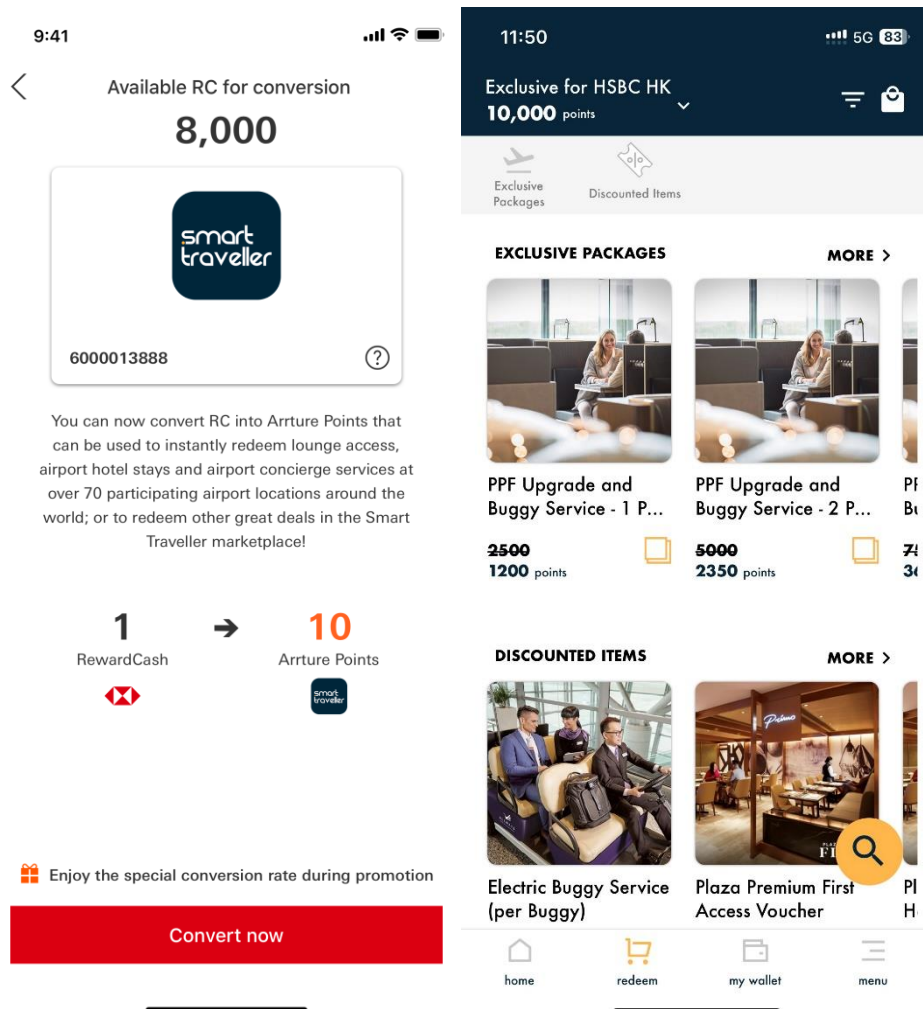 9:41
Available RC for conversion
8,000
smart
traveller
6000013888
?
You can now convert RC into Arrture Points that
can be used to instantly redeem lounge access,
airport hotel stays and airport concierge services at
over 70 participating airport locations around the
world; or to redeem other great deals in the Smart
Traveller marketplace!
1
10
RewardCash
Arrture Points
smart
traveller
Enjoy the special conversion rate during promotion
Convert now
11:50
5G 83
Exclusive for HSBC HK
10,000 points
Exclusive
Packages
Discounted Items
EXCLUSIVE PACKAGES
MORE >
PPF Upgrade and
Buggy Service - 1 P...
2500
1200 points
PPF Upgrade and
Buggy Service - 2 P...
5000
2350 points
DISCOUNTED ITEMS
MORE >
Primo
Electric Buggy Service
(per Buggy)
Plaza Premium First
Access Voucher
home
redeem
my wallet
menu